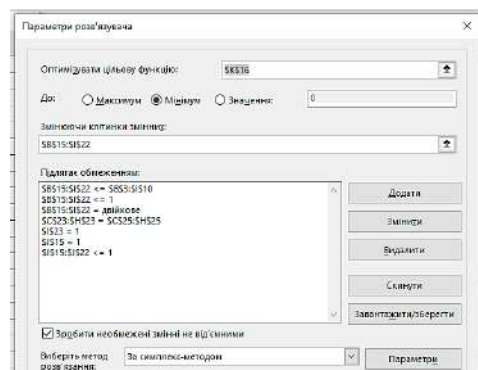 Параметри розв'язувача
Оптимізувати цільову функцію: $K$16
До: Максимум Мінімум Значення: 0
Змінюючи клітинки змінних:
$B$15:$I$22
Підлягає обмеженням:
$B$15:$I$22 <= $B$3:$I$10
$B$15:$I$22 <= 1
$B$15:$I$22 = двійкове
$C$23:$H$23 = $C$25:$H$25
$I$23 = 1
$I$15 = 1
$I$15:$I$22 <= 1
Додати
Змінити
Видалити
Скинути
Завантажити/зберегти
Зробити необмежені змінні не від'ємними
Виберіть метод розв'язання: За симплекс-методом
Параметри